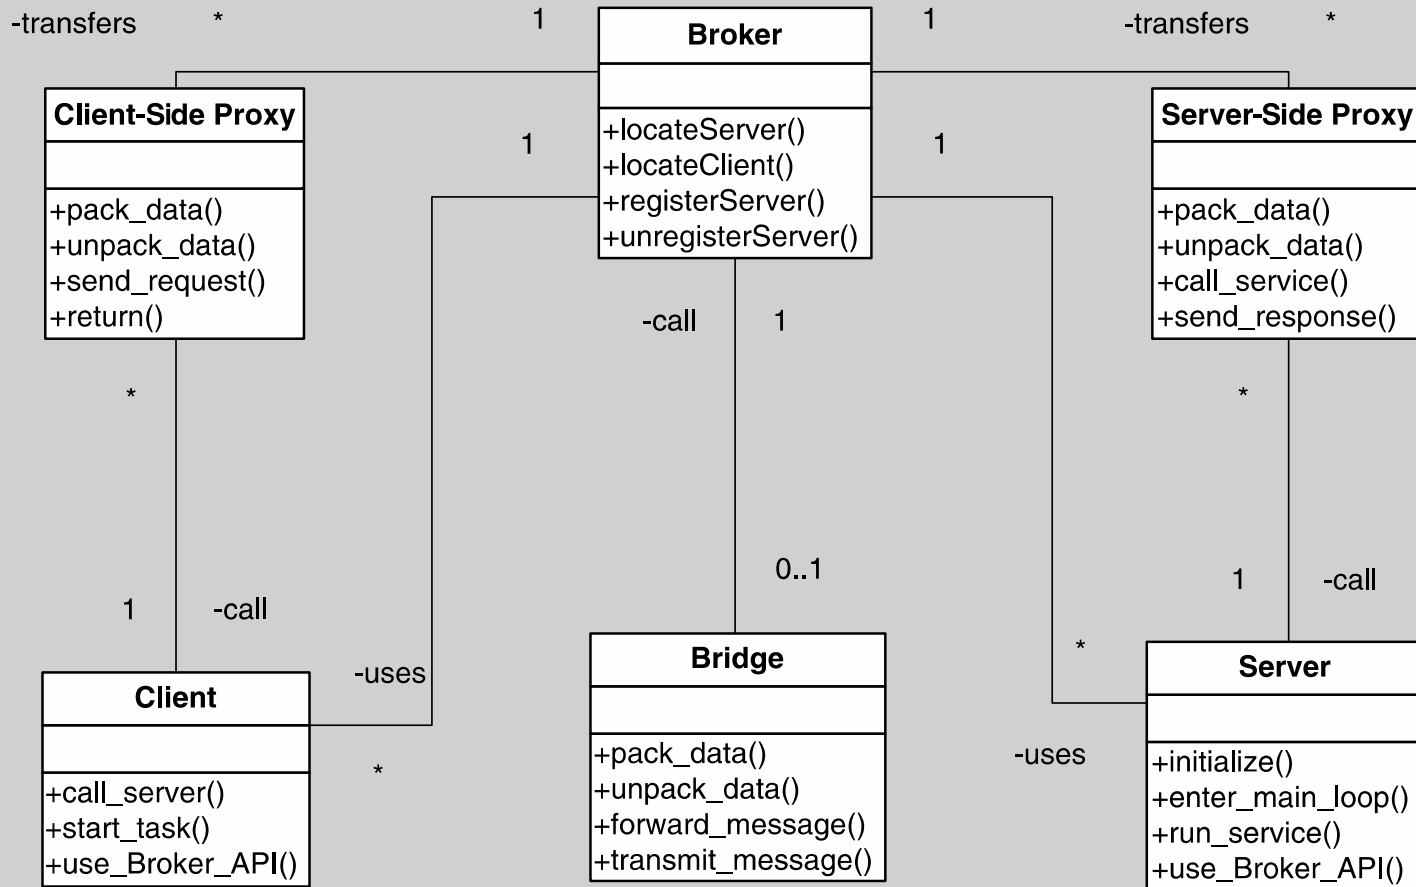 -transfers * 1
Broker
+locateServer()
+locateClient()
+registerServer()
+unregisterServer()
1 -transfers *
Client-Side Proxy
+pack_data()
+unpack_data()
+send_request()
+return()
1
1
Server-Side Proxy
+pack_data()
+unpack_data()
+call_service()
+send_response()
-call 1
*
*
0..1
1 -call
1 -call
-uses
*
*
-uses
Client
+call_server()
+start_task()
+use_Broker_API()
Bridge
+pack_data()
+unpack_data()
+forward_message()
+transmit_message()
Server
+initialize()
+enter_main_loop()
+run_service()
+use_Broker_API()